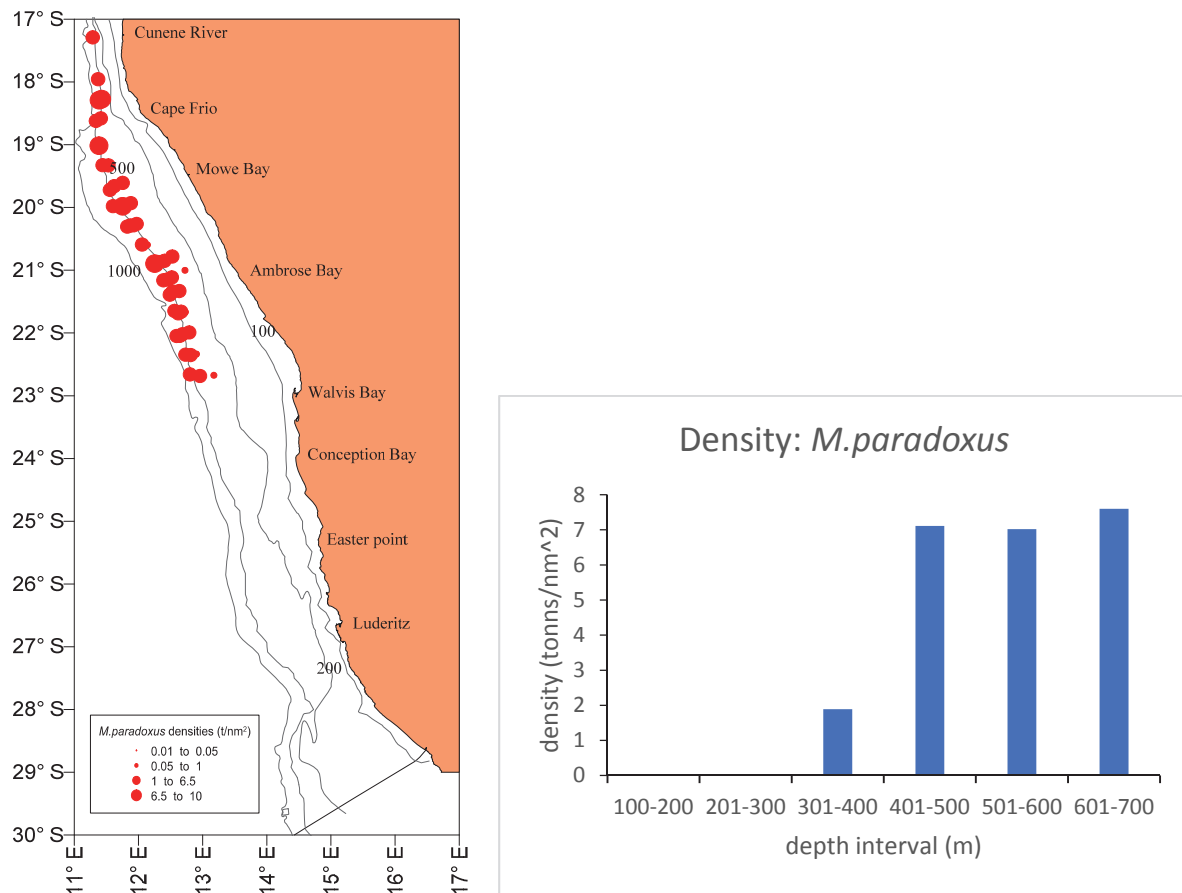 17° S
18° S
19° S
20° S
21° S
22° S
23° S
24° S
25° S
26° S
27° S
28° S
29° S
30° S
Cunene River
Cape Frio
Mowe Bay
500
1000
Ambrose Bay
100
Walvis Bay
Conception Bay
Easter point
Luderitz
200
M.paradoxus densities (t/nm²)
0.01 to 0.05
0.05 to 1
1 to 6.5
6.5 to 10
11° E
12° E
13° E
14° E
15° E
16° E
17° E
Density: M.paradoxus
density (tonns/nm^2)
8
7
6
5
4
3
2
1
0
100-200 201-300 301-400 401-500 501-600 601-700
depth interval (m)